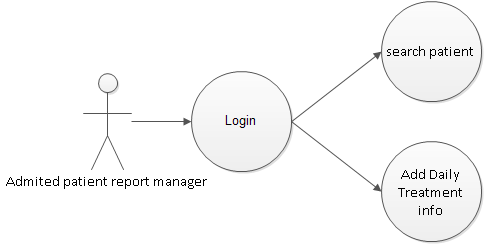 search patient
Login
Admited patient report manager
Add Daily
Treatment
info